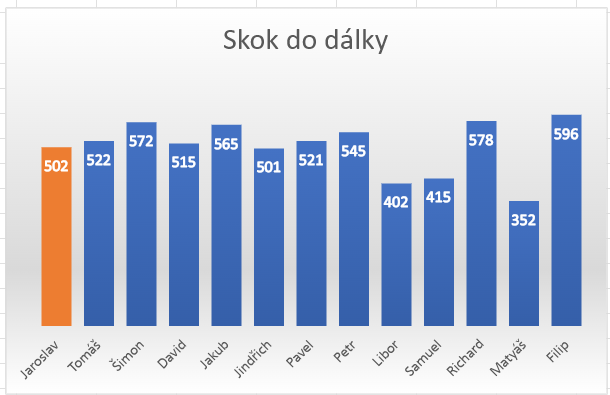 Skok do dálky
502
522
572
515
565
501
521
545
402
415
578
352
596
Jaroslav
Tomáš
Šimon
David
Jakub
Jindřich
Pavel
Petr
Libor
Samuel
Richard
Matyáš
Filip